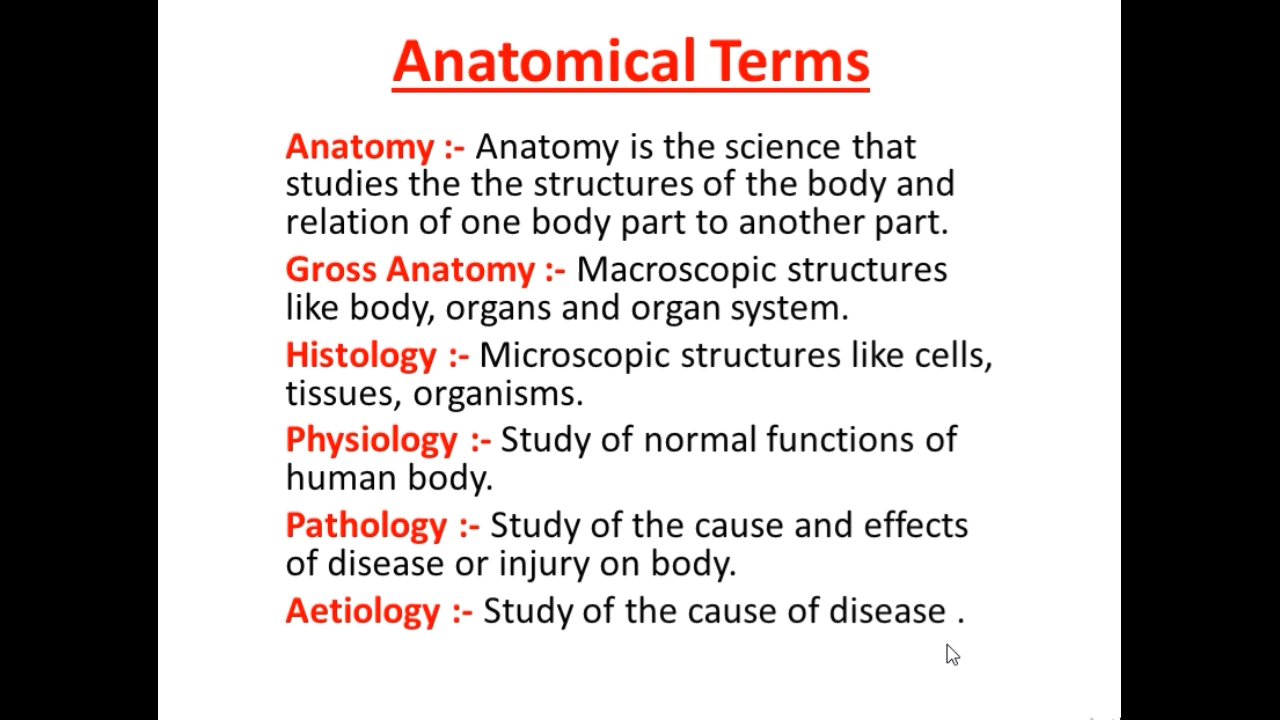 Anatomical Terms
Anatomy :- Anatomy is the science that
studies the the structures of the body and
relation of one body part to another part.
Gross Anatomy :- Macroscopic structures
like body, organs and organ system.
Histology :- Microscopic structures like cells,
tissues, organisms.
Physiology :- Study of normal functions of
human body.
Pathology :- Study of the cause and effects
of disease or injury on body.
Aetiology :- Study of the cause of disease .